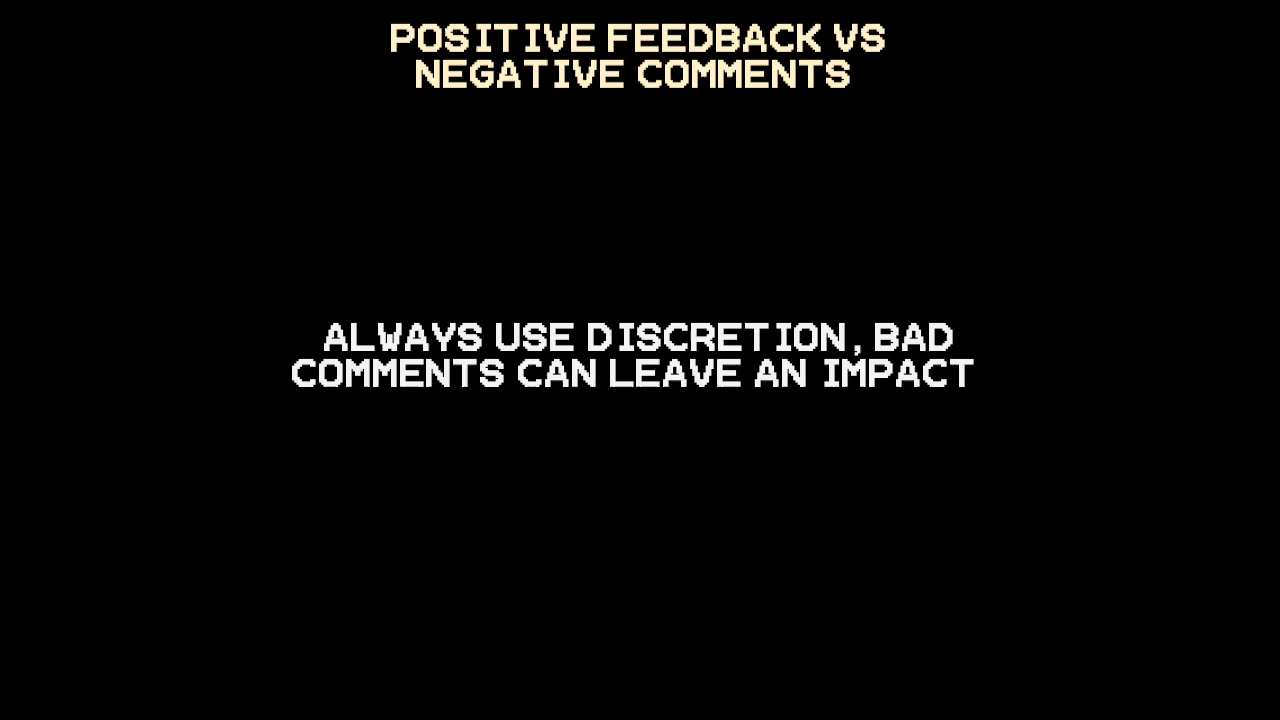 POSITIVE FEEDBACK VS
NEGATIVE COMMENTS
ALWAYS USE DISCRETION, BAD
COMMENTS CAN LEAVE AN IMPACT